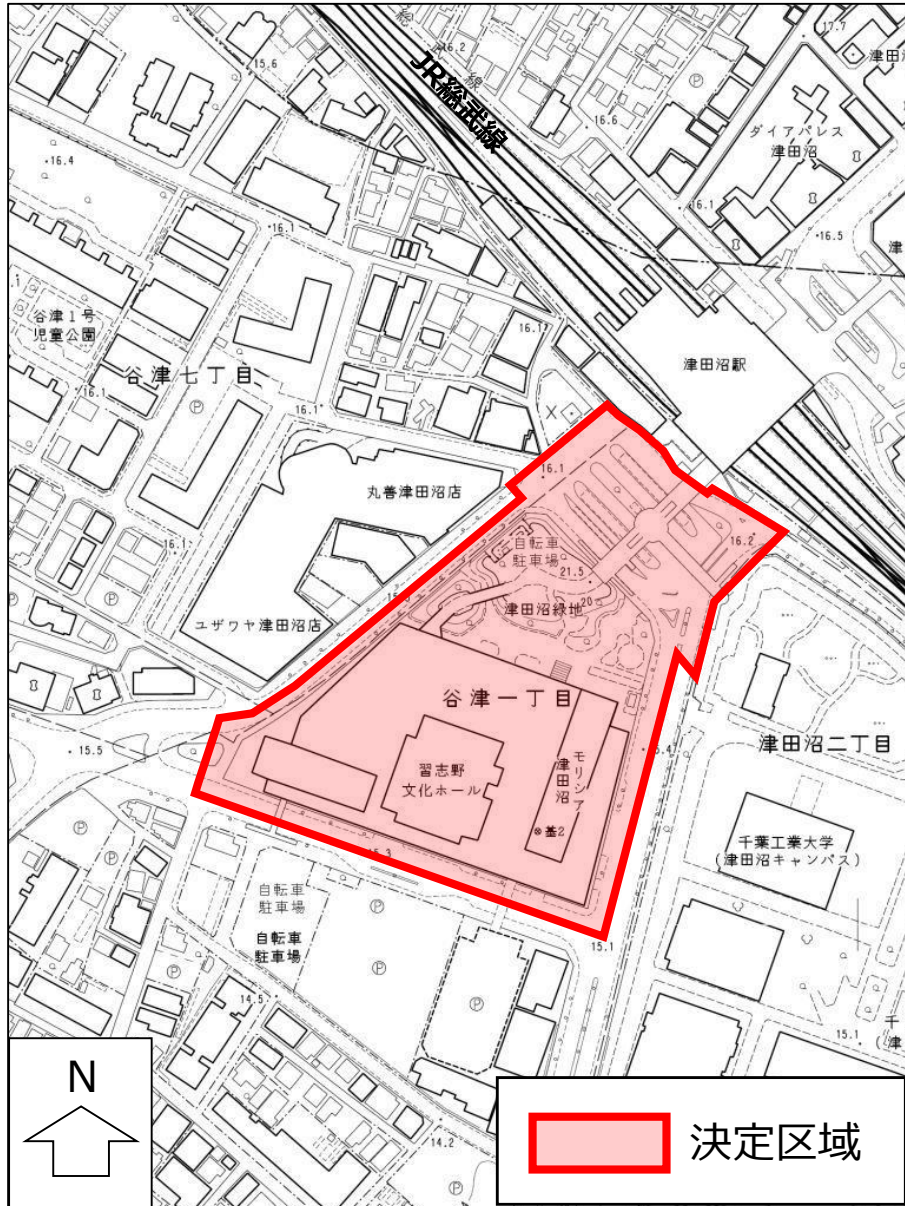 16.2
17.7
15.6
JR総武線
16.6
ダイアパレス
津田沼
16.4
16.1
16.1
16.5
津
谷津1号
児童公園
16.1
津田沼駅
谷津七丁目
16.1
16.1
16.1
丸善津田沼店
16.1
自転車
駐車場
16.2
21.5
20
津田沼緑地
ユザワヤ津田沼店
谷津一丁目
15.5
津田沼二丁目
習志野
文化ホール
モリシア
津田沼
基2
千葉工業大学
(津田沼キャンパス)
15.3
自転車
駐車場
自転車
駐車場
15.1
14.5
15.1
千
(津
14.2
N
決定区域